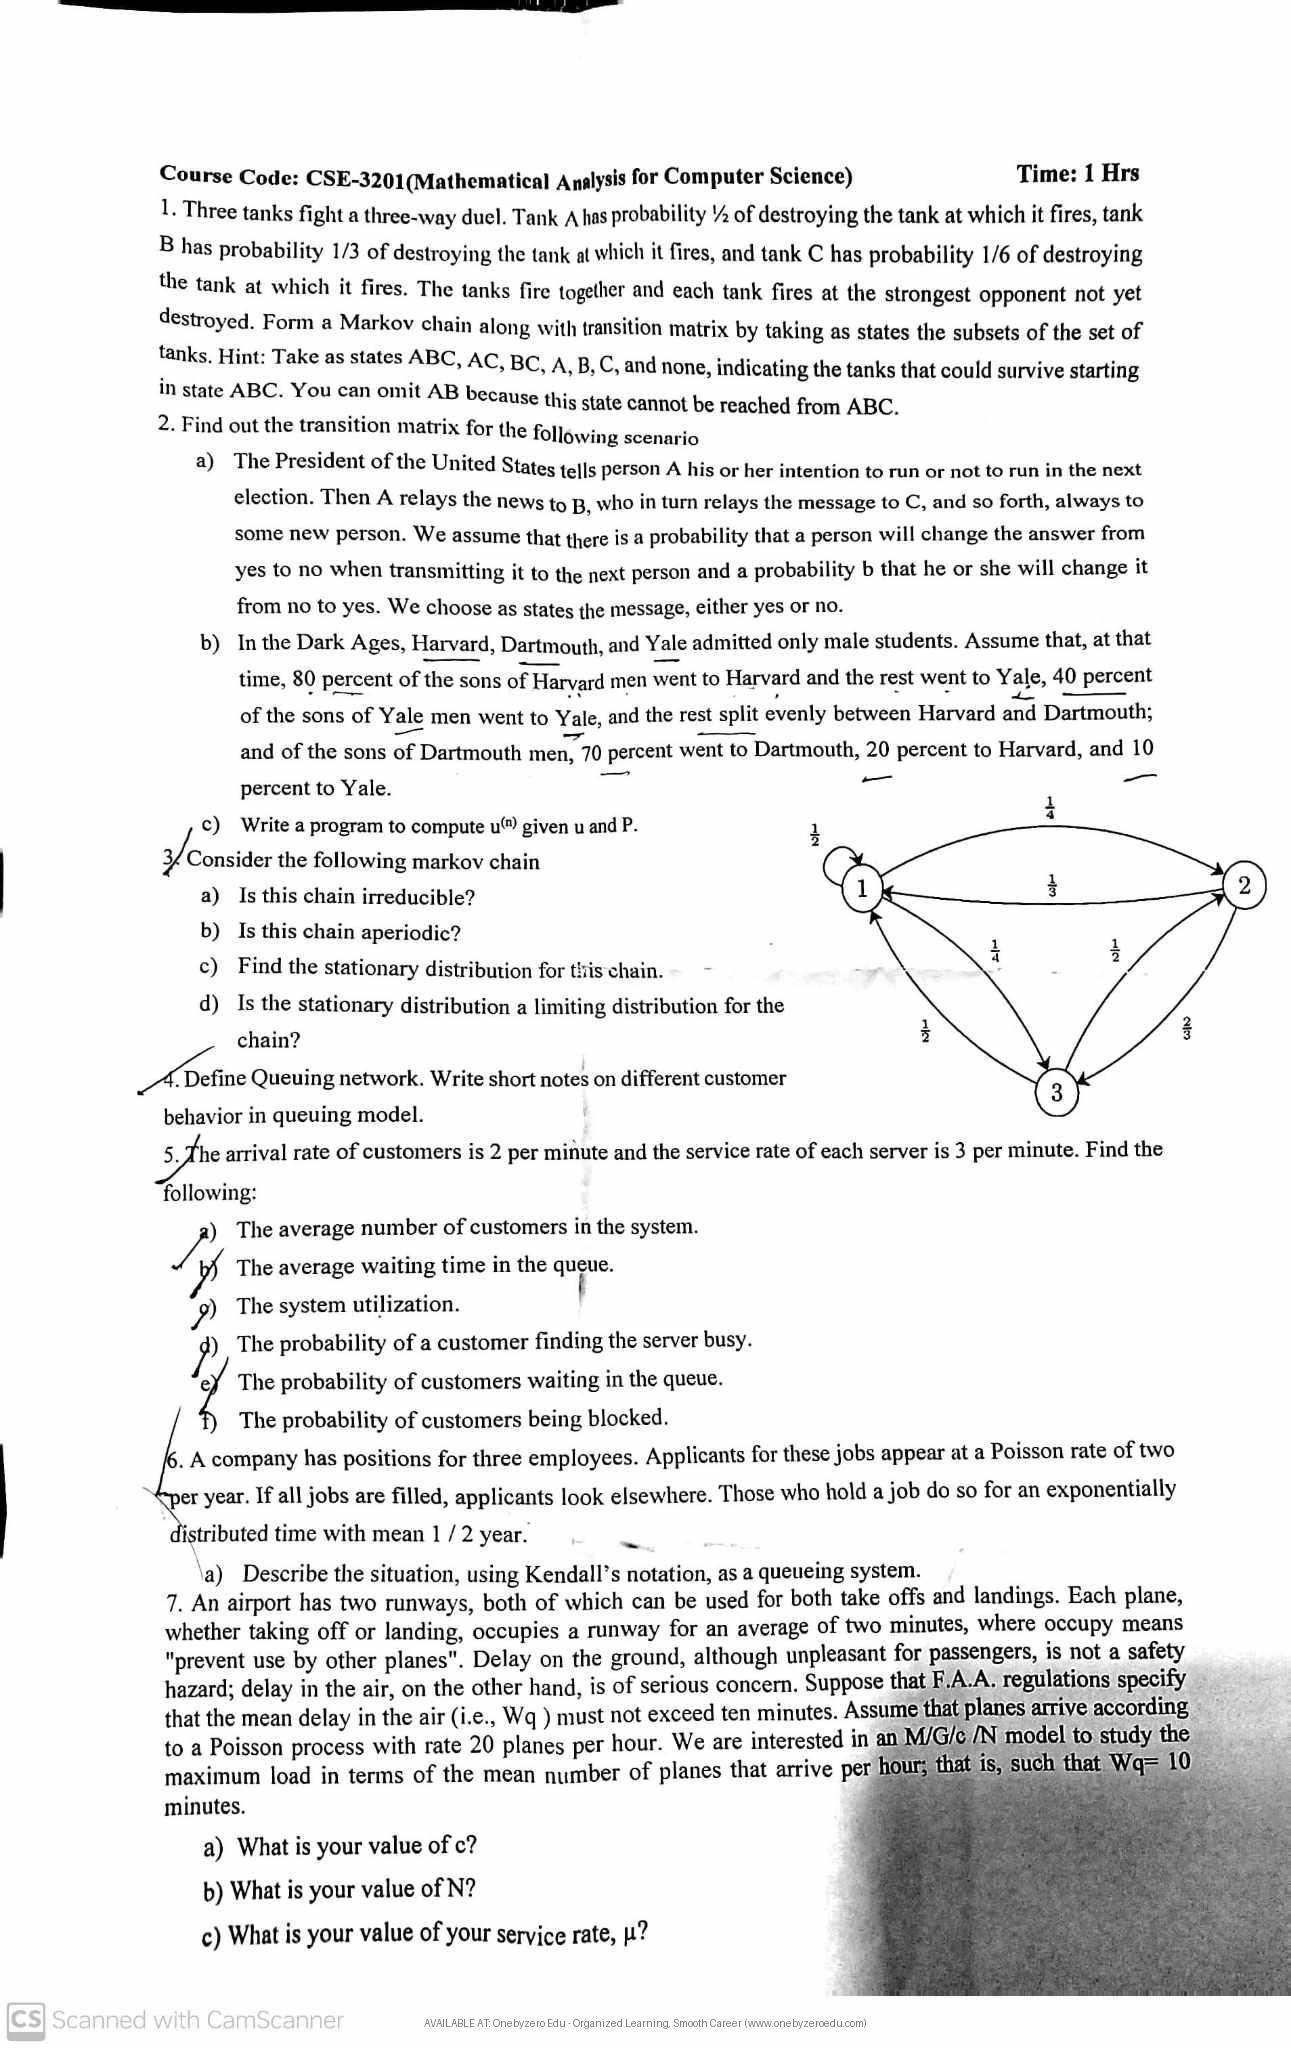 Course Code: CSE-3201(Mathematical Analysis for Computer Science) Time: 1 Hrs
1. Three tanks fight a three-way duel. Tank A has probability ½ of destroying the tank at which it fires, tank
B has probability 1/3 of destroying the tank at which it fires, and tank C has probability 1/6 of destroying
the tank at which it fires. The tanks fire together and each tank fires at the strongest opponent not yet
destroyed. Form a Markov chain along with transition matrix by taking as states the subsets of the set of
tanks. Hint: Take as states ABC, AC, BC, A, B, C, and none, indicating the tanks that could survive starting
in state ABC. You can omit AB because this state cannot be reached from ABC.
2. Find out the transition matrix for the following scenario
a) The President of the United States tells person A his or her intention to run or not to run in the next
election. Then A relays the news to B, who in turn relays the message to C, and so forth, always to
some new person. We assume that there is a probability that a person will change the answer from
yes to no when transmitting it to the next person and a probability b that he or she will change it
from no to yes. We choose as states the message, either yes or no.
b) In the Dark Ages, Harvard, Dartmouth, and Yale admitted only male students. Assume that, at that
time, 80 percent of the sons of Harvard men went to Harvard and the rest went to Yale, 40 percent
of the sons of Yale men went to Yale, and the rest split evenly between Harvard and Dartmouth;
and of the sons of Dartmouth men, 70 percent went to Dartmouth, 20 percent to Harvard, and 10
percent to Yale.
c) Write a program to compute u(n) given u and P.
3. Consider the following markov chain
a) Is this chain irreducible?
b) Is this chain aperiodic?
c) Find the stationary distribution for this chain.
d) Is the stationary distribution a limiting distribution for the
chain?
1/4
1/2
1
1/3
2
1/4
1/2
1/2
2/3
3
4. Define Queuing network. Write short notes on different customer
behavior in queuing model.
5. The arrival rate of customers is 2 per minute and the service rate of each server is 3 per minute. Find the
following:
a) The average number of customers in the system.
b) The average waiting time in the queue.
c) The system utilization.
d) The probability of a customer finding the server busy.
e) The probability of customers waiting in the queue.
f) The probability of customers being blocked.
6. A company has positions for three employees. Applicants for these jobs appear at a Poisson rate of two
per year. If all jobs are filled, applicants look elsewhere. Those who hold a job do so for an exponentially
distributed time with mean 1 / 2 year.
a) Describe the situation, using Kendall's notation, as a queueing system.
7. An airport has two runways, both of which can be used for both take offs and landings. Each plane,
whether taking off or landing, occupies a runway for an average of two minutes, where occupy means
"prevent use by other planes". Delay on the ground, although unpleasant for passengers, is not a safety
hazard; delay in the air, on the other hand, is of serious concern. Suppose that F.A.A. regulations specify
that the mean delay in the air (i.e., Wq ) must not exceed ten minutes. Assume that planes arrive according
to a Poisson process with rate 20 planes per hour. We are interested in an M/G/c /N model to study the
maximum load in terms of the mean number of planes that arrive per hour; that is, such that Wq= 10
minutes.
a) What is your value of c?
b) What is your value of N?
c) What is your value of your service rate, μ?
CS Scanned with CamScanner
AVAILABLE AT: Onebyzero Edu - Organized Learning, Smooth Career (www.onebyzeroedu.com)